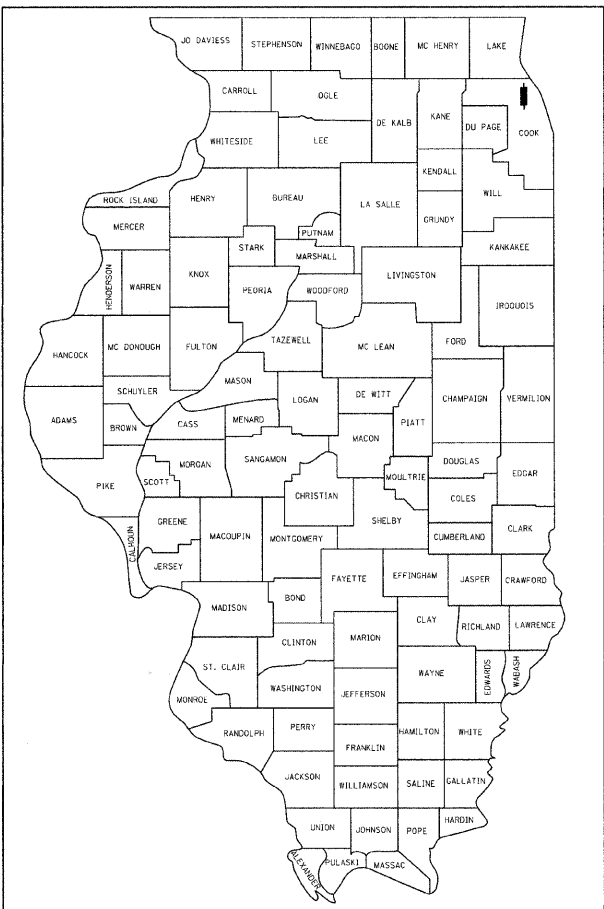 JO DAVIESS
STEPHENSON
WINNEBAGO
BOONE
MC HENRY
LAKE
CARROLL
OGLE
DE KALB
KANE
DU PAGE
COOK
WHITESIDE
LEE
KENDALL
WILL
ROCK ISLAND
HENRY
BUREAU
LA SALLE
GRUNDY
MERCER
PUTNAM
STARK
MARSHALL
KANKAKEE
HENDERSON
WARREN
KNOX
PEORIA
WOODFORD
LIVINGSTON
IROQUOIS
HANCOCK
MC DONOUGH
FULTON
TAZEWELL
MC LEAN
FORD
MASON
SCHUYLER
LOGAN
DE WITT
CHAMPAIGN
VERMILION
ADAMS
BROWN
CASS
MENARD
PIATT
MACON
SANGAMON
MORGAN
SCOTT
PIKE
CHRISTIAN
MOULTRIE
DOUGLAS
EDGAR
COLES
GREENE
MACOUPIN
MONTGOMERY
SHELBY
CUMBERLAND
CLARK
CALHOUN
JERSEY
FAYETTE
EFFINGHAM
JASPER
CRAWFORD
MADISON
BOND
CLAY
RICHLAND
LAWRENCE
CLINTON
MARION
ST. CLAIR
WAYNE
EDWARDS
WABASH
WASHINGTON
JEFFERSON
MONROE
RANDOLPH
PERRY
HAMILTON
WHITE
FRANKLIN
JACKSON
WILLIAMSON
SALINE
GALLATIN
UNION
JOHNSON
POPE
HARDIN
ALEXANDER
PULASKI
MASSAC